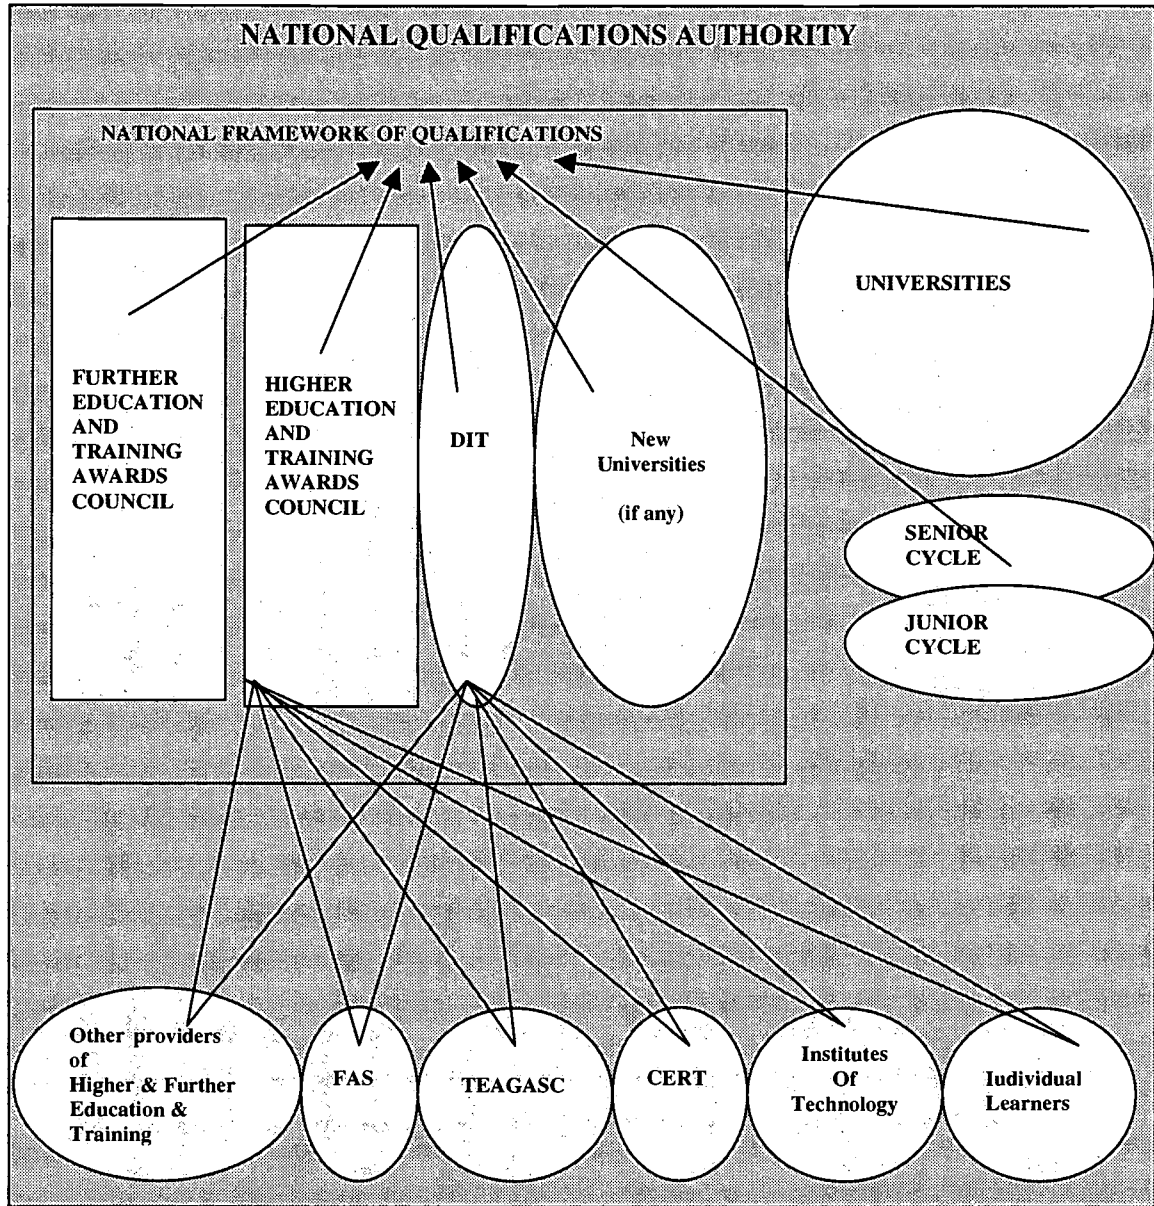 NATIONAL QUALIFICATIONS AUTHORITY
NATIONAL FRAMEWORK OF QUALIFICATIONS
FURTHER
EDUCATION
AND
TRAINING
AWARDS
COUNCIL
HIGHER
EDUCATION
AND
TRAINING
AWARDS
COUNCIL
DIT
New
Universities
(if any)
UNIVERSITIES
SENIOR
CYCLE
JUNIOR
CYCLE
Other providers
of
Higher & Further
Education &
Training
FAS
TEAGASC
CERT
Institutes
Of
Technology
Iudividual
Learners